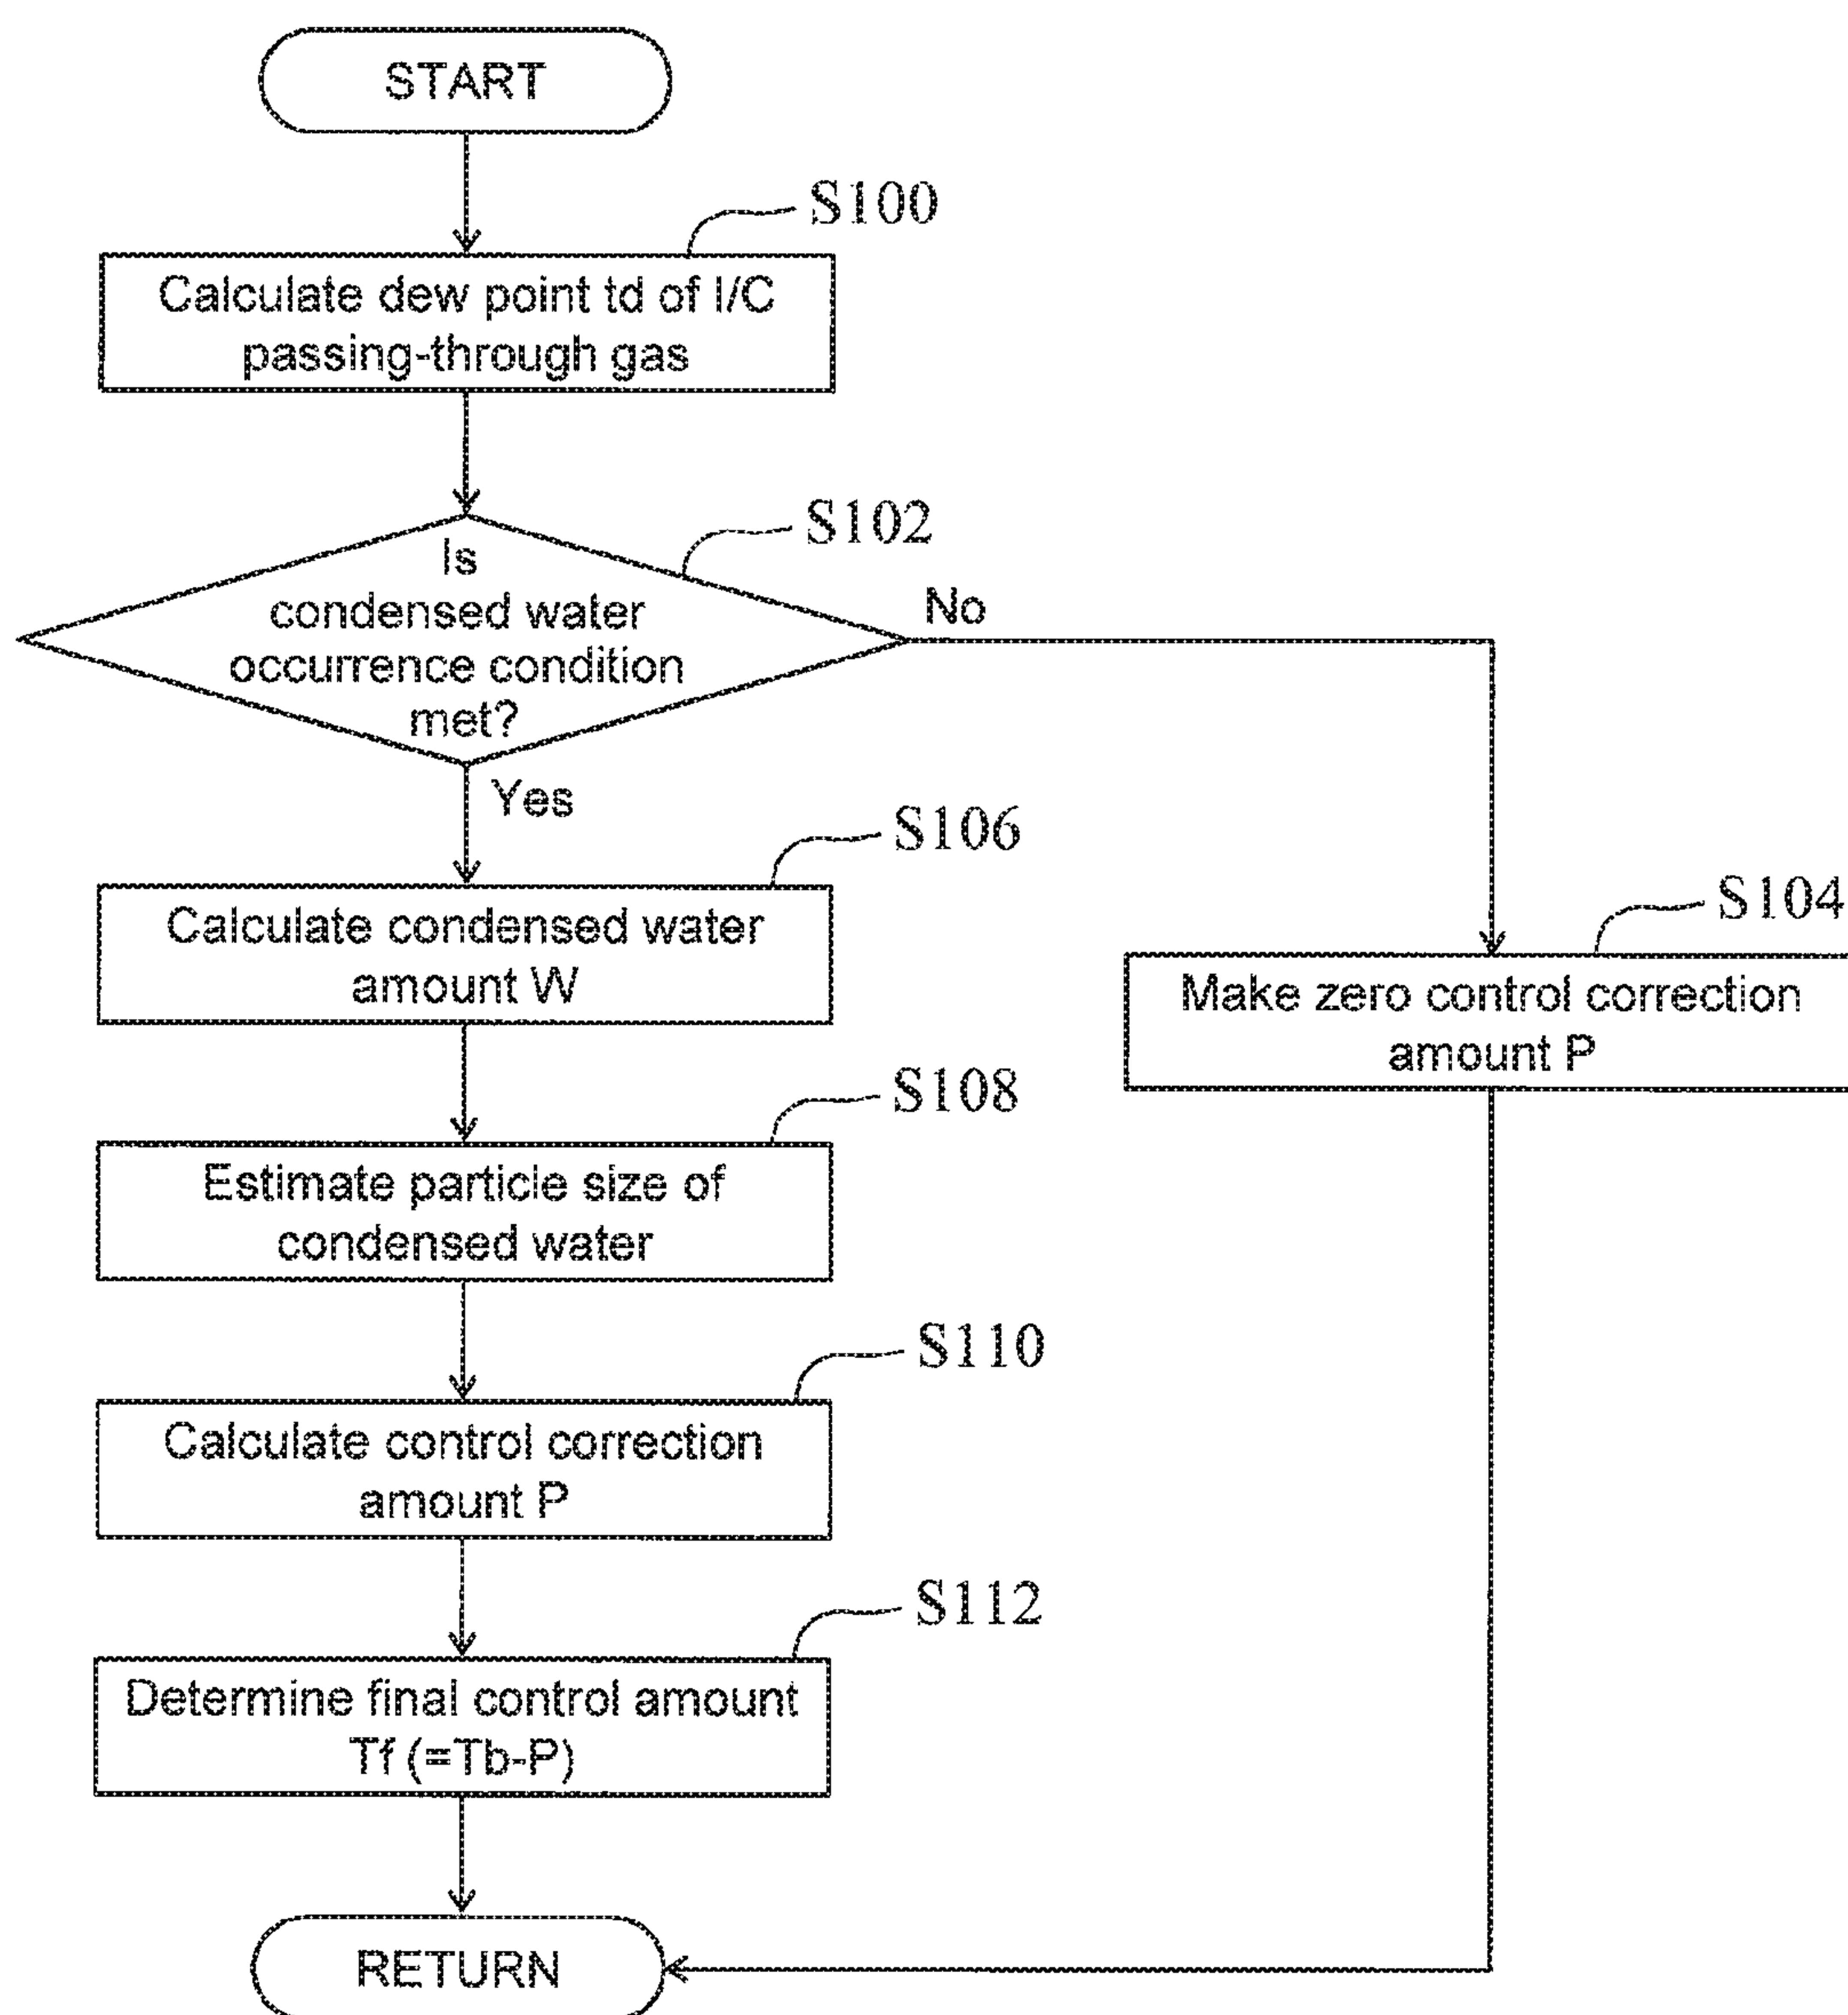 START
S100
Calculate dew point td of I/C
passing-through gas
S102
Is
condensed water
occurrence condition
met?
No
Yes
S106
Calculate condensed water
amount W
S104
Make zero control correction
amount P
S108
Estimate particle size of
condensed water
S110
Calculate control correction
amount P
S112
Determine final control amount
Tf (=Tb-P)
RETURN